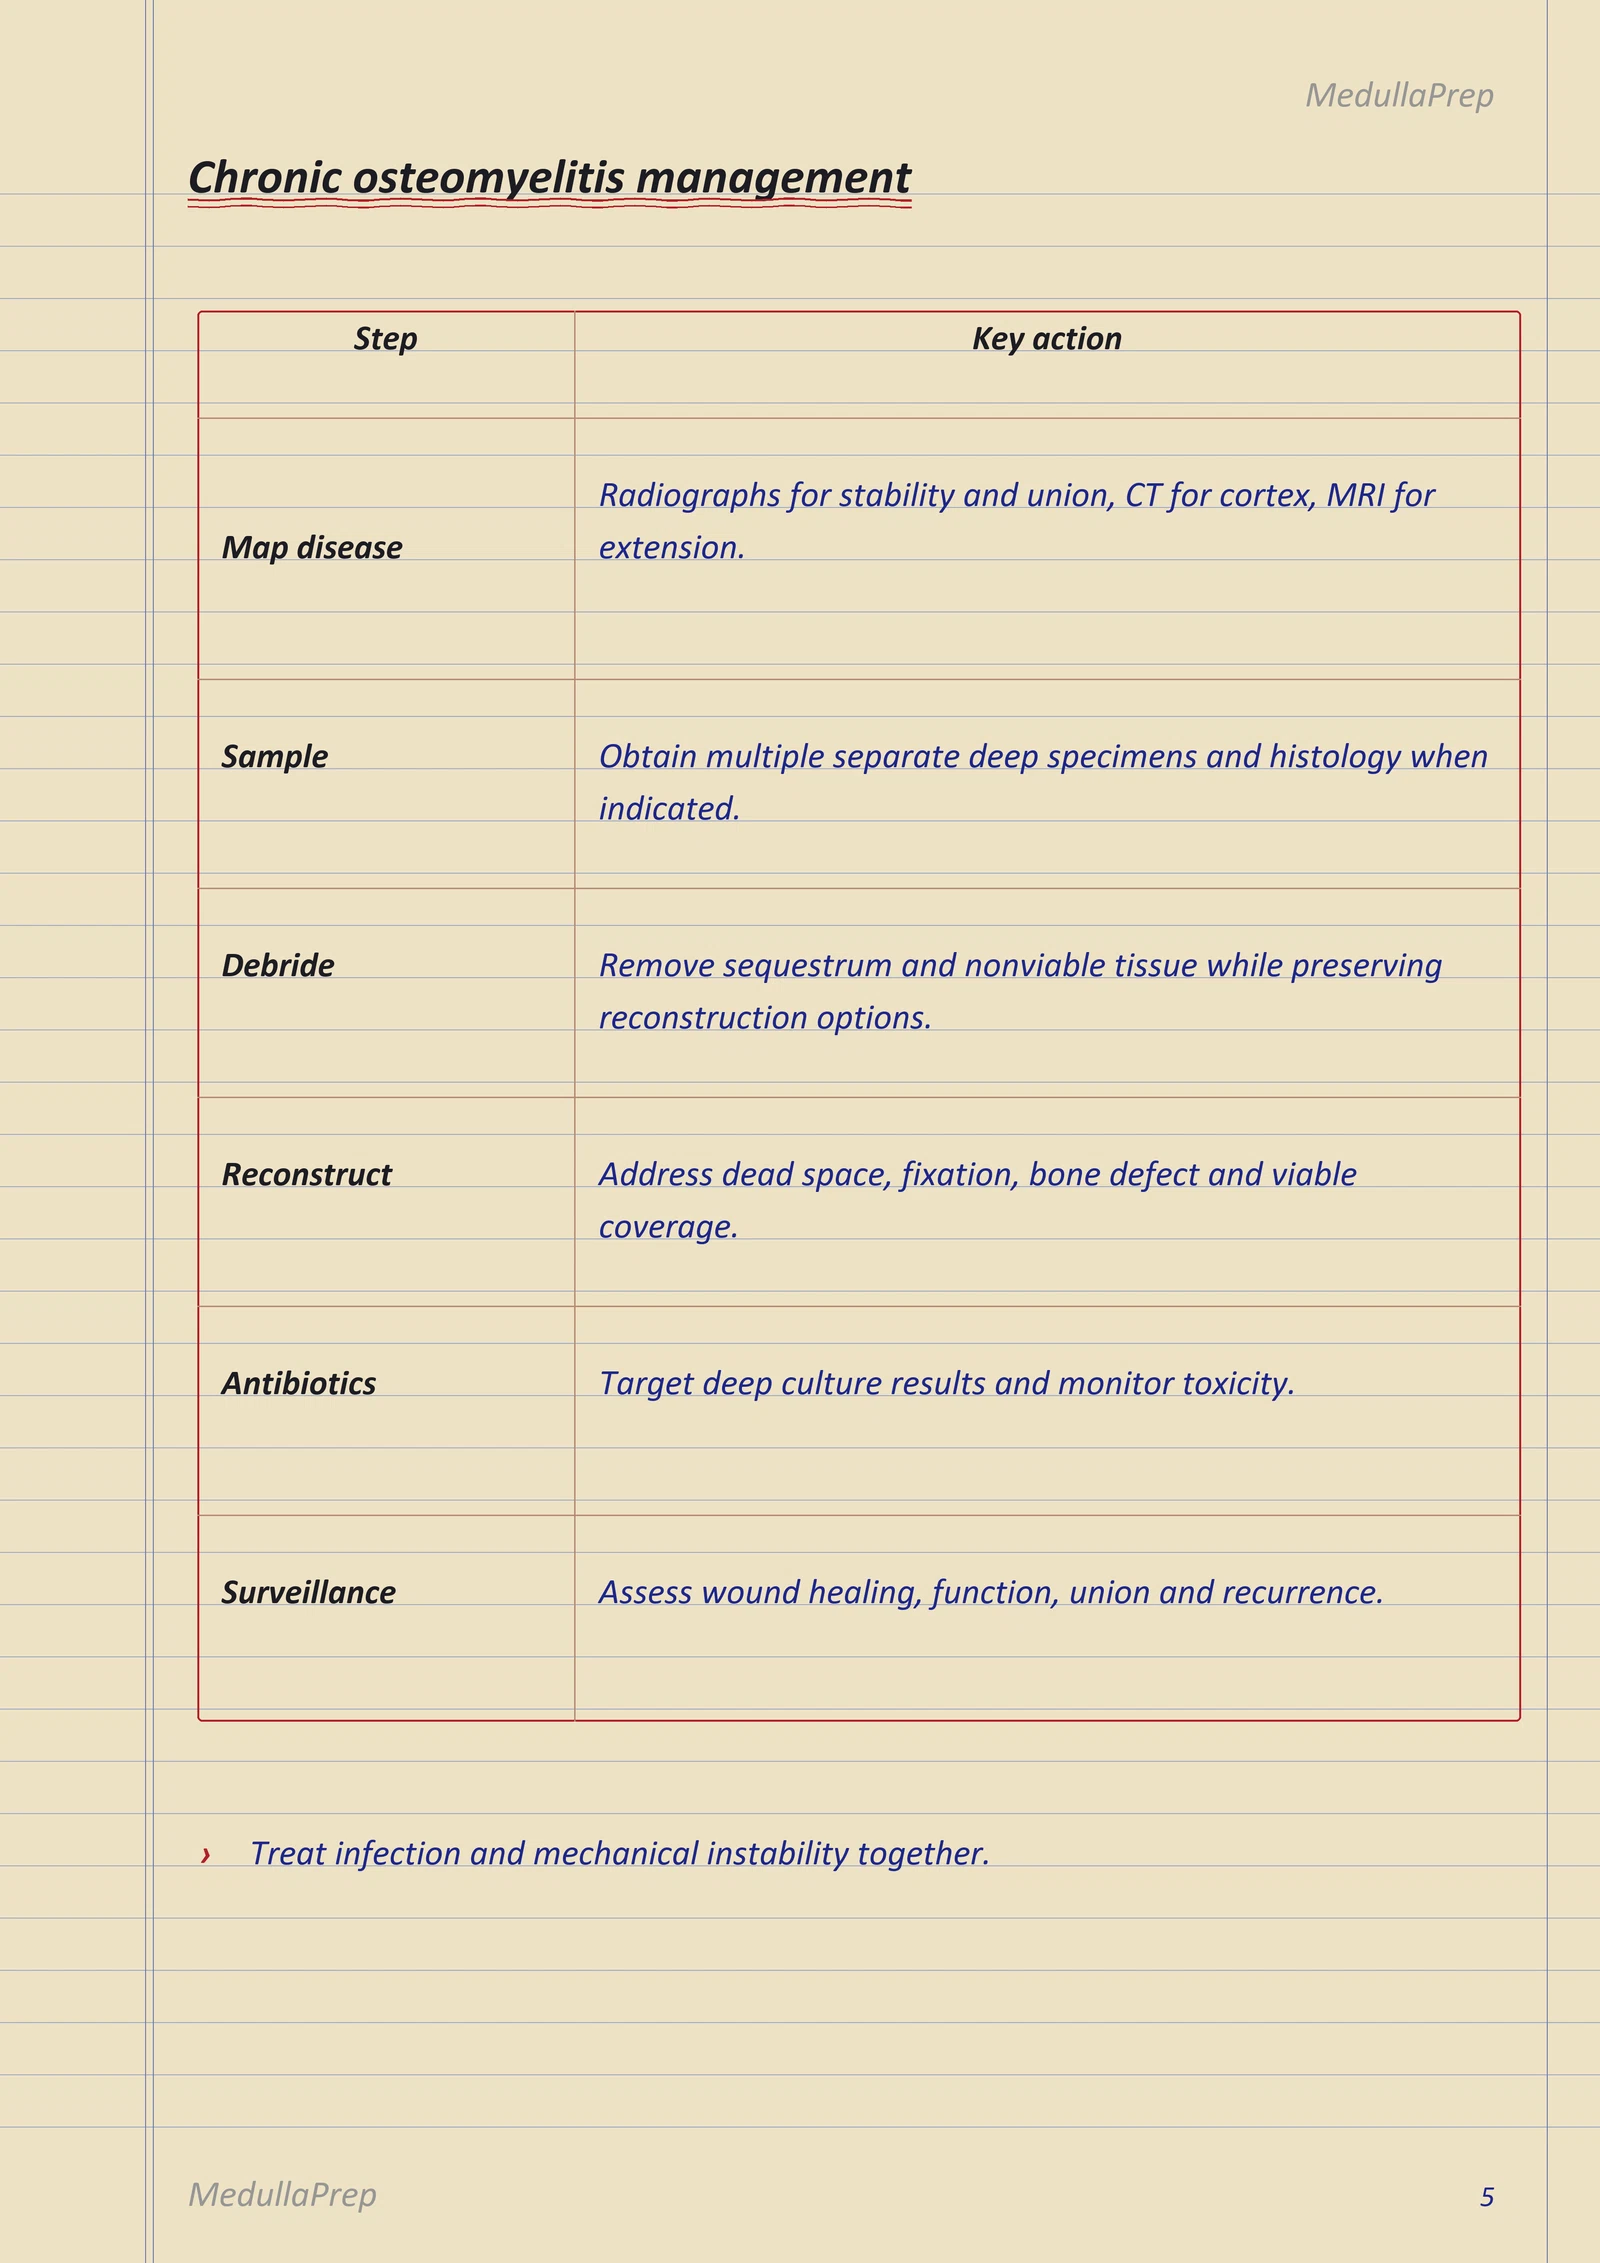 MedullaPrep
Chronic osteomyelitis management
Step
Key action
Map disease
Radiographs for stability and union, CT for cortex, MRI for
extension.
Sample
Obtain multiple separate deep specimens and histology when
indicated.
Debride
Remove sequestrum and nonviable tissue while preserving
reconstruction options.
Reconstruct
Address dead space, fixation, bone defect and viable
coverage.
Antibiotics
Target deep culture results and monitor toxicity.
Surveillance
Assess wound healing, function, union and recurrence.
› Treat infection and mechanical instability together.
MedullaPrep
5